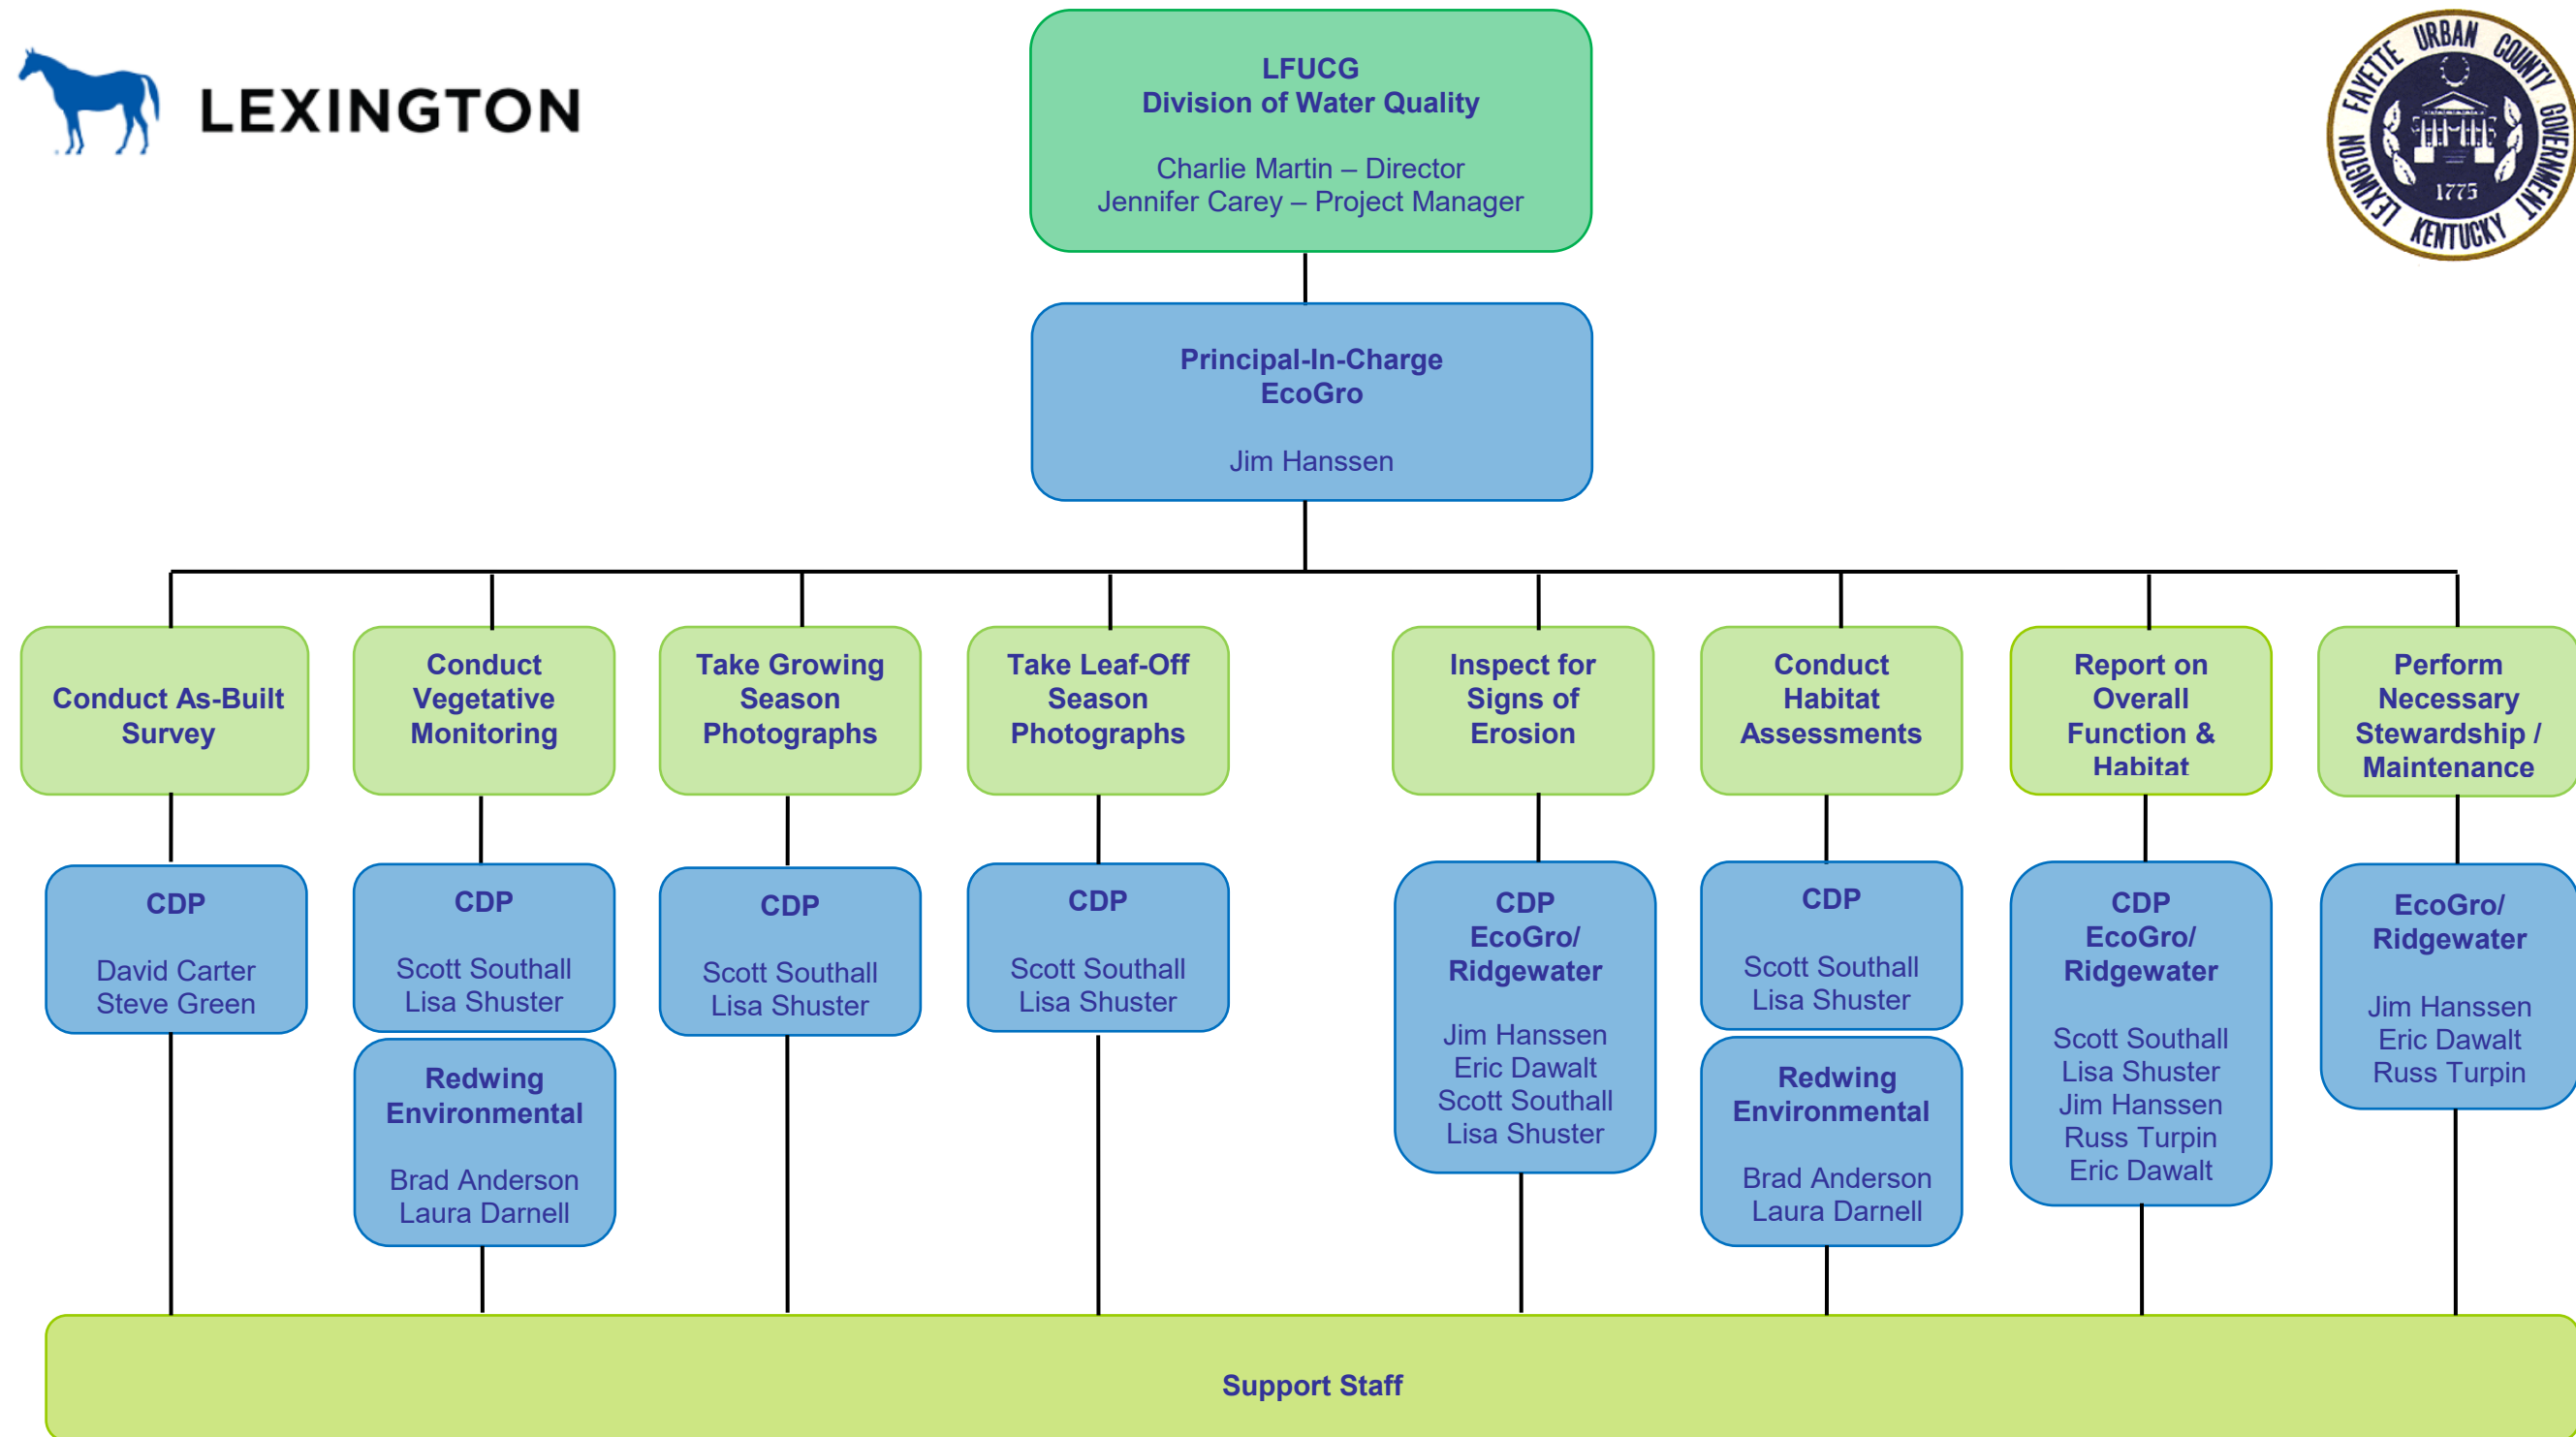 LEXINGTON
LFUCG
Division of Water Quality
Charlie Martin – Director
Jennifer Carey – Project Manager
LEXINGTON FAYETTE URBAN COUNTY GOVERNMENT
KENTUCKY
1775
Principal-In-Charge
EcoGro
Jim Hanssen
Conduct As-Built
Survey
Conduct
Vegetative
Monitoring
Take Growing
Season
Photographs
Take Leaf-Off
Season
Photographs
Inspect for
Signs of
Erosion
Conduct
Habitat
Assessments
Report on
Overall
Function &
Habitat
Perform
Necessary
Stewardship /
Maintenance
CDP
David Carter
Steve Green
CDP
Scott Southall
Lisa Shuster
Redwing
Environmental
Brad Anderson
Laura Darnell
CDP
Scott Southall
Lisa Shuster
CDP
Scott Southall
Lisa Shuster
CDP
EcoGro/
Ridgewater
Jim Hanssen
Eric Dawalt
Scott Southall
Lisa Shuster
CDP
Scott Southall
Lisa Shuster
Redwing
Environmental
Brad Anderson
Laura Darnell
CDP
EcoGro/
Ridgewater
Scott Southall
Lisa Shuster
Jim Hanssen
Russ Turpin
Eric Dawalt
EcoGro/
Ridgewater
Jim Hanssen
Eric Dawalt
Russ Turpin
Support Staff